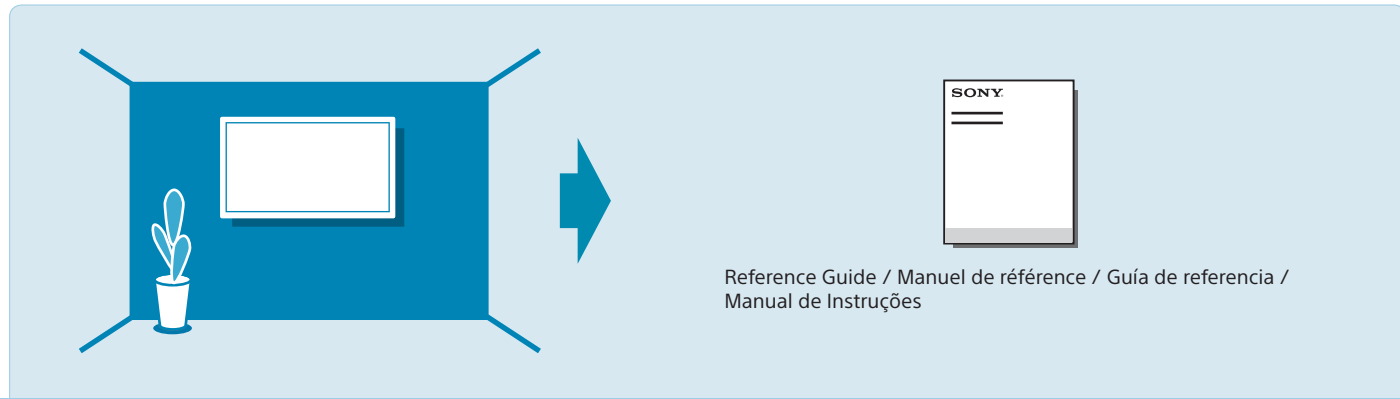 SONY
Reference Guide / Manuel de référence / Guía de referencia /
Manual de Instruções